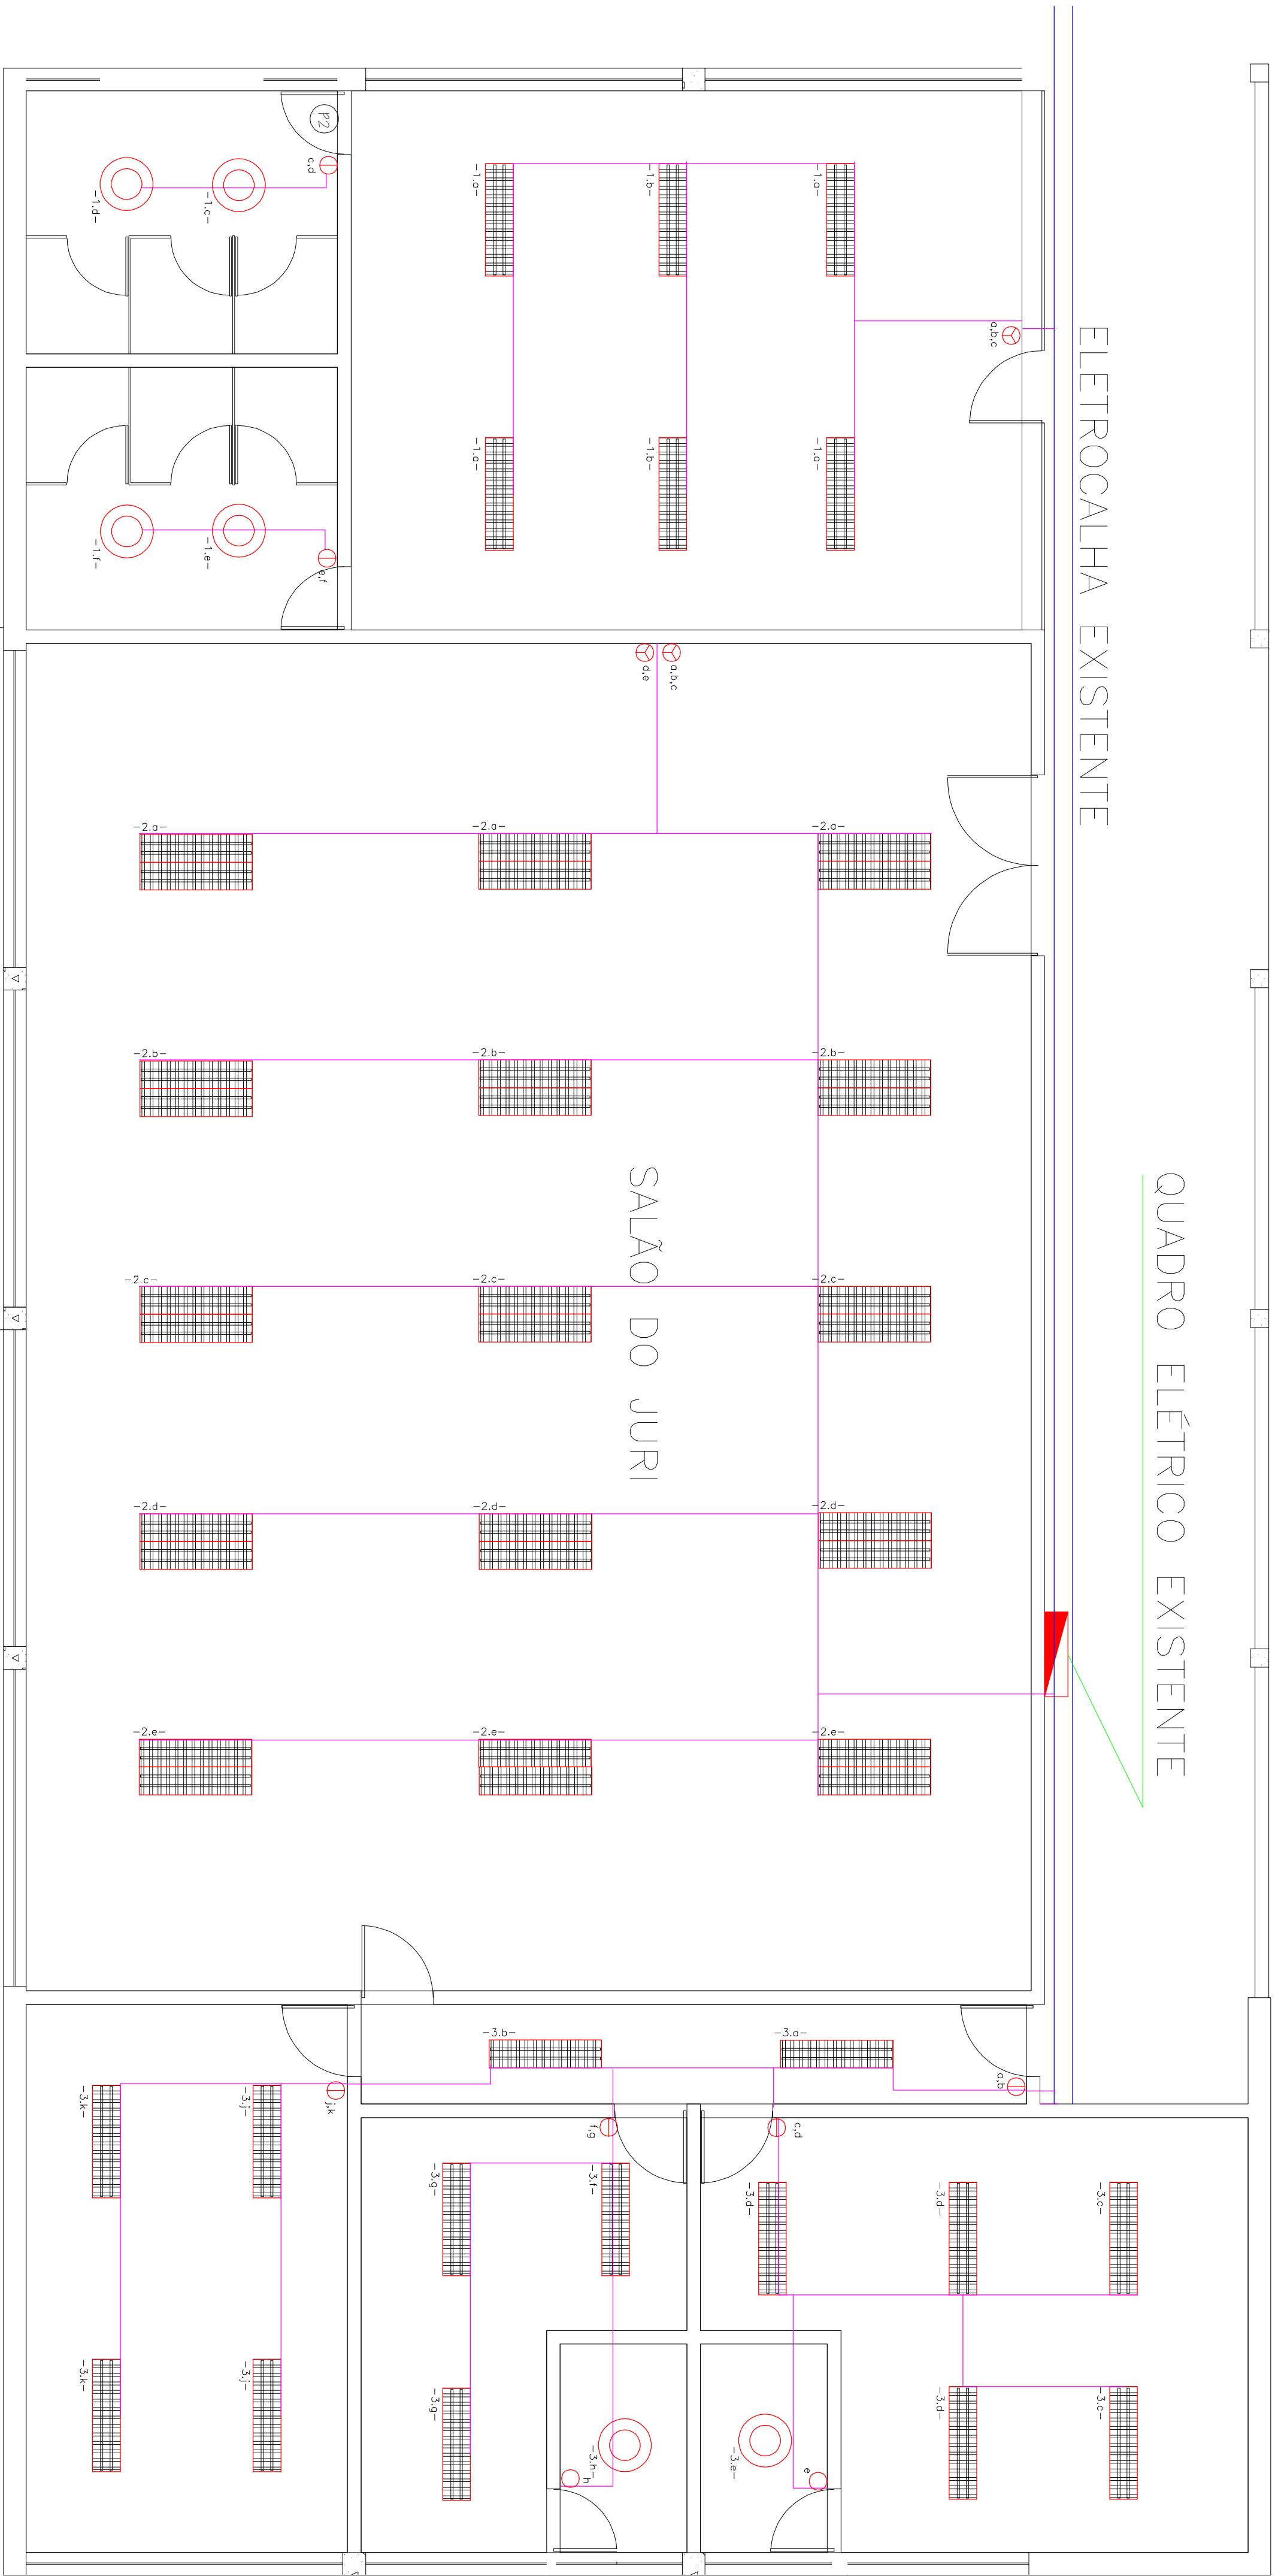 ELETROCALHA EXISTENTE
QUADRO ELÉTRICO EXISTENTE
SALÃO DO JURI
P2
c,d
-1.d-
-1.c-
-1.a-
-1.b-
-1.a-
a,b,c
-1.a-
-1.b-
-1.a-
-1.f-
-1.e-
e,f
d,e
a,b,c
-2.a-
-2.a-
-2.a-
-2.b-
-2.b-
-2.b-
-2.c-
-2.c-
-2.c-
-2.d-
-2.d-
-2.d-
-2.e-
-2.e-
-2.e-
-3.b-
-3.a-
a,b
j,k
-3.k-
-3.j-
f,g
c,d
-3.g-
-3.f-
-3.d-
-3.d-
-3.c-
-3.k-
-3.j-
-3.g-
-3.h-
h
-3.e-
e
-3.d-
-3.c-